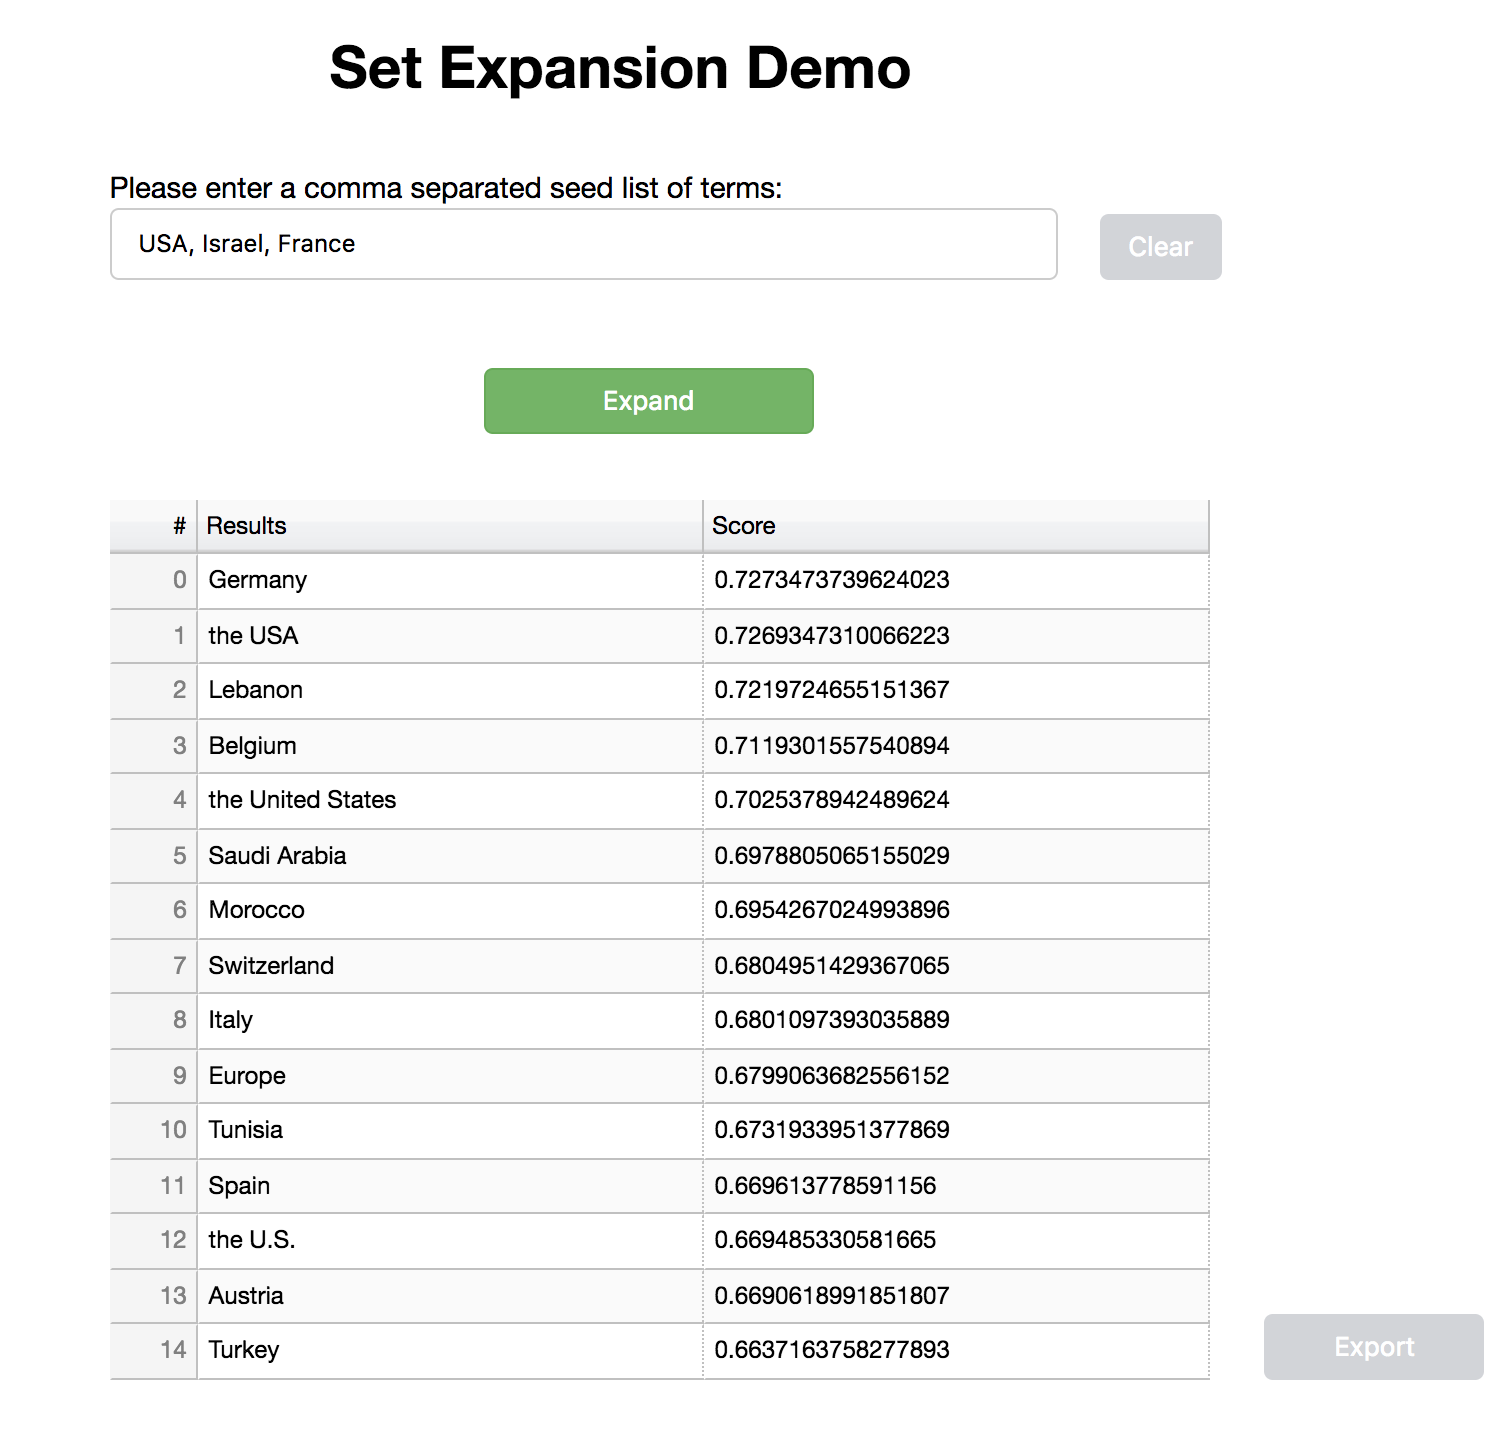 Set Expansion Demo
Please enter a comma separated seed list of terms:
USA, Israel, France
Clear
Expand
# Results Score
0 Germany 0.7273473739624023
1 the USA 0.7269347310066223
2 Lebanon 0.7219724655151367
3 Belgium 0.7119301557540894
4 the United States 0.7025378942489624
5 Saudi Arabia 0.6978805065155029
6 Morocco 0.6954267024993896
7 Switzerland 0.6804951429367065
8 Italy 0.6801097393035889
9 Europe 0.6799063682556152
10 Tunisia 0.6731933951377869
11 Spain 0.669613778591156
12 the U.S. 0.669485330581665
13 Austria 0.6690618991851807
14 Turkey 0.6637163758277893
Export